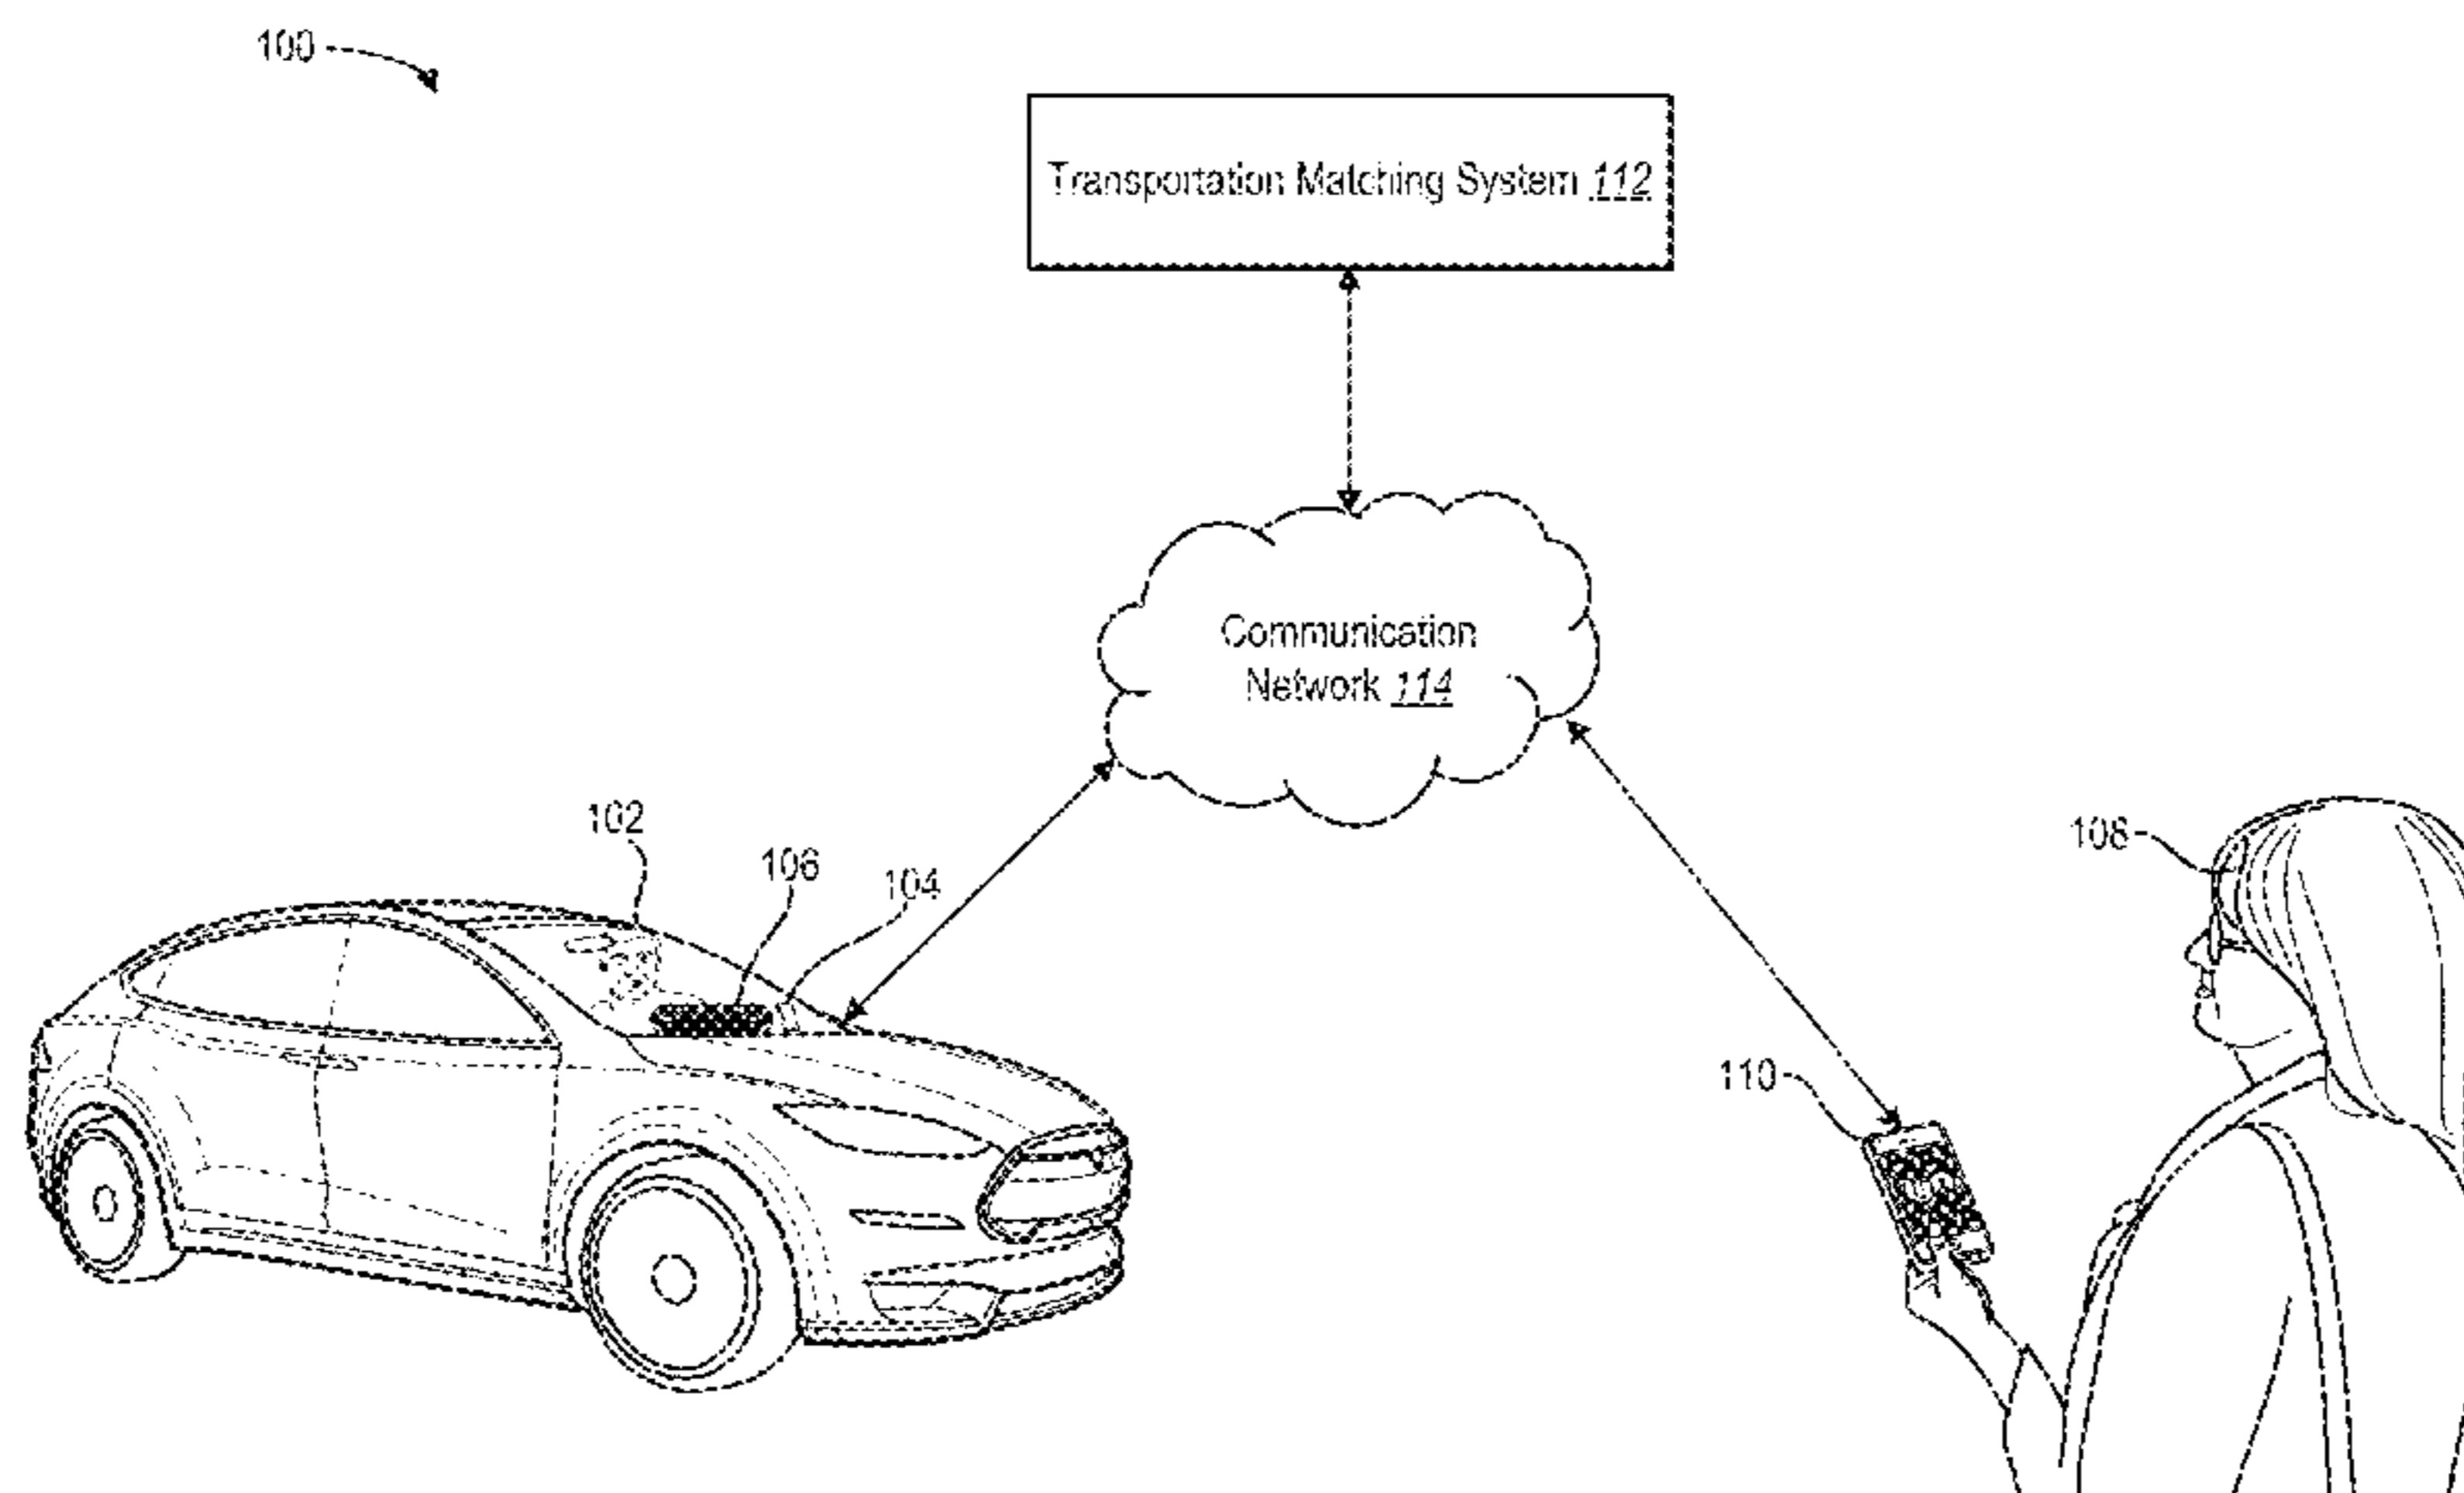 100
Transportation Matching System 112
Communication
Network 114
102
106
104
108
110